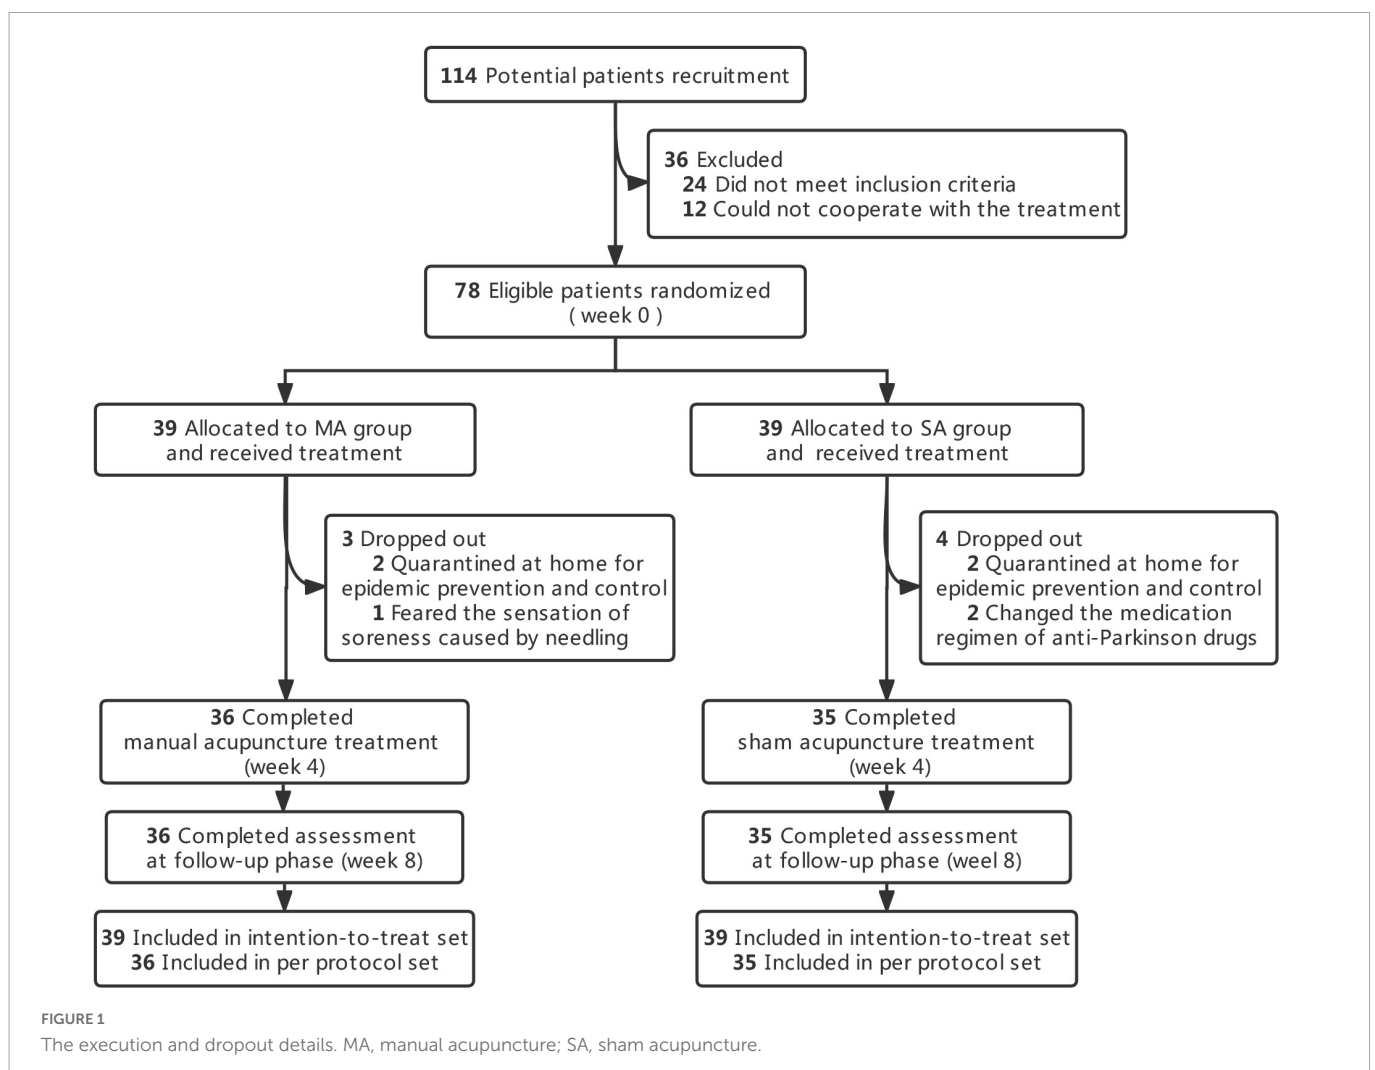 114 Potential patients recruitment
36 Excluded
24 Did not meet inclusion criteria
12 Could not cooperate with the treatment
78 Eligible patients randomized
( week 0 )
39 Allocated to MA group
and received treatment
39 Allocated to SA group
and received treatment
3 Dropped out
2 Quarantined at home for
epidemic prevention and control
1 Feared the sensation of
soreness caused by needling
4 Dropped out
2 Quarantined at home for
epidemic prevention and control
2 Changed the medication
regimen of anti-Parkinson drugs
36 Completed
manual acupuncture treatment
(week 4)
35 Completed
sham acupuncture treatment
(week 4)
36 Completed assessment
at follow-up phase (week 8)
35 Completed assessment
at follow-up phase (weel 8)
39 Included in intention-to-treat set
36 Included in per protocol set
39 Included in intention-to-treat set
35 Included in per protocol set
FIGURE 1
The execution and dropout details. MA, manual acupuncture; SA, sham acupuncture.